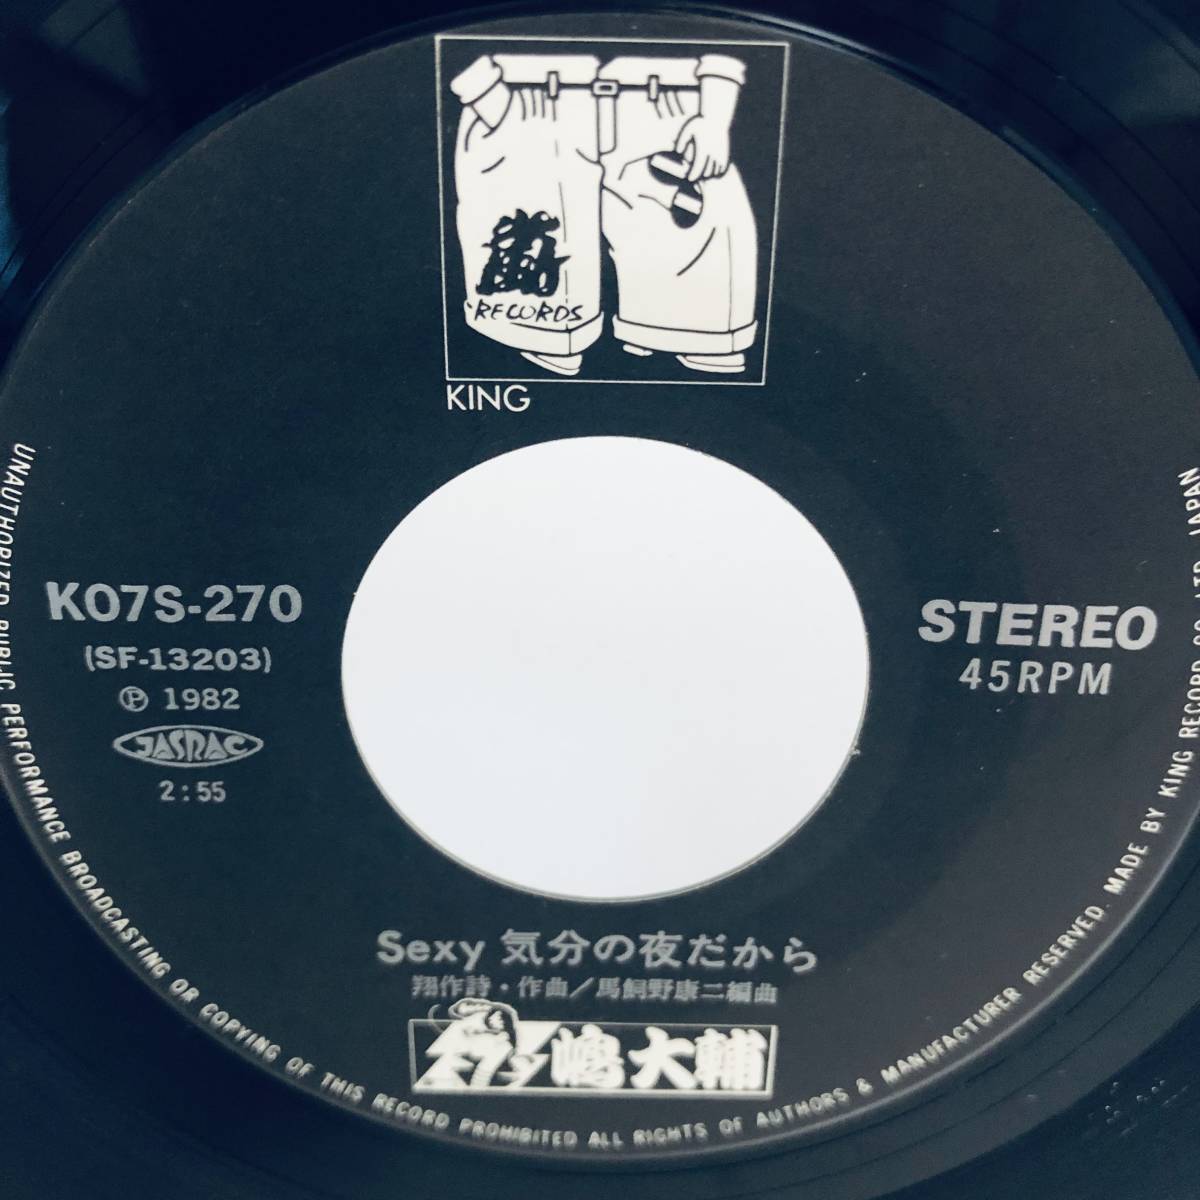 嵐
RECORDS
KING
K07S-270
(SF-13203)
Ⓟ 1982
JASRAC
2:55
STEREO
45RPM
Sexy 気分の夜だから
翔作詩・作曲/馬飼野康二編曲
嶋大輔
UNAUTHORIZED PUBLIC PERFORMANCE BROADCASTING OR COPYING OF THIS RECORD PROHIBITED ALL RIGHTS OF AUTHORS & MANUFACTURER RESERVED. MADE BY KING RECORD CO., LTD. JAPAN